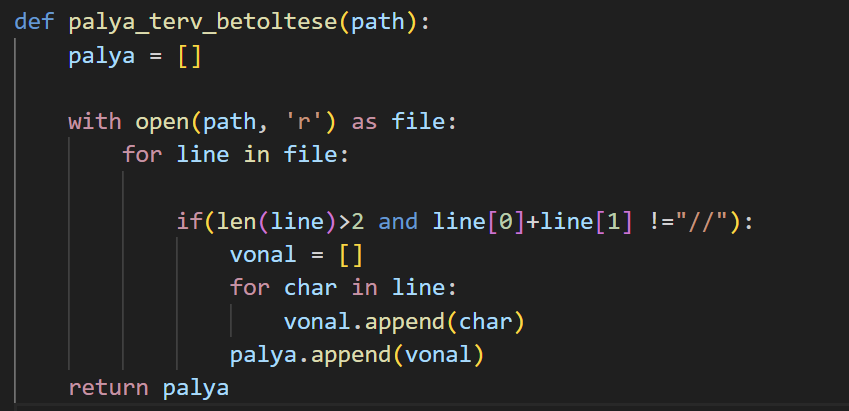 def palya_terv_betoltese(path):
    palya = []
    with open(path, 'r') as file:
        for line in file:
            if(len(line)>2 and line[0]+line[1] !="//"):
                vonal = []
                for char in line:
                    vonal.append(char)
                palya.append(vonal)
    return palya